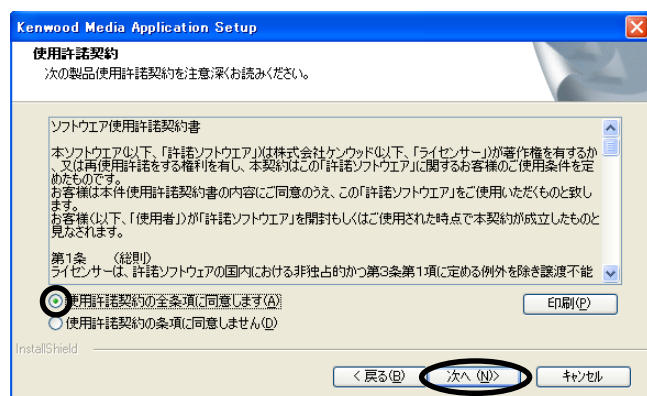 Kenwood Media Application Setup
使用許諾契約
次の製品使用許諾契約を注意深くお読みください。
ソフトウエア使用許諾契約書
本ソフトウエア(以下、「許諾ソフトウエア」)は株式会社ケンウッド(以下、「ライセンサー」)が著作権を有するか
、又は再使用許諾をする権利を有し、本契約はこの「許諾ソフトウエア」に関するお客様のご使用条件を定
めたものです。
お客様は本件使用許諾契約書の内容にご同意のうえ、この「許諾ソフトウエア」をご使用いただくものと致し
ます。
お客様(以下、「使用者」)が「許諾ソフトウエア」を開封もしくはご使用された時点で本契約が成立したものと
見なされます。
第1条 (総則)
ライセンサーは、許諾ソフトウエアの国内における非独占的かつ第3条第1項に定める例外を除き譲渡不能
使用許諾契約の全条項に同意します(A)
印刷(P)
使用許諾契約の条項に同意しません(D)
InstallShield
< 戻る(B)
次へ (N)>
キャンセル